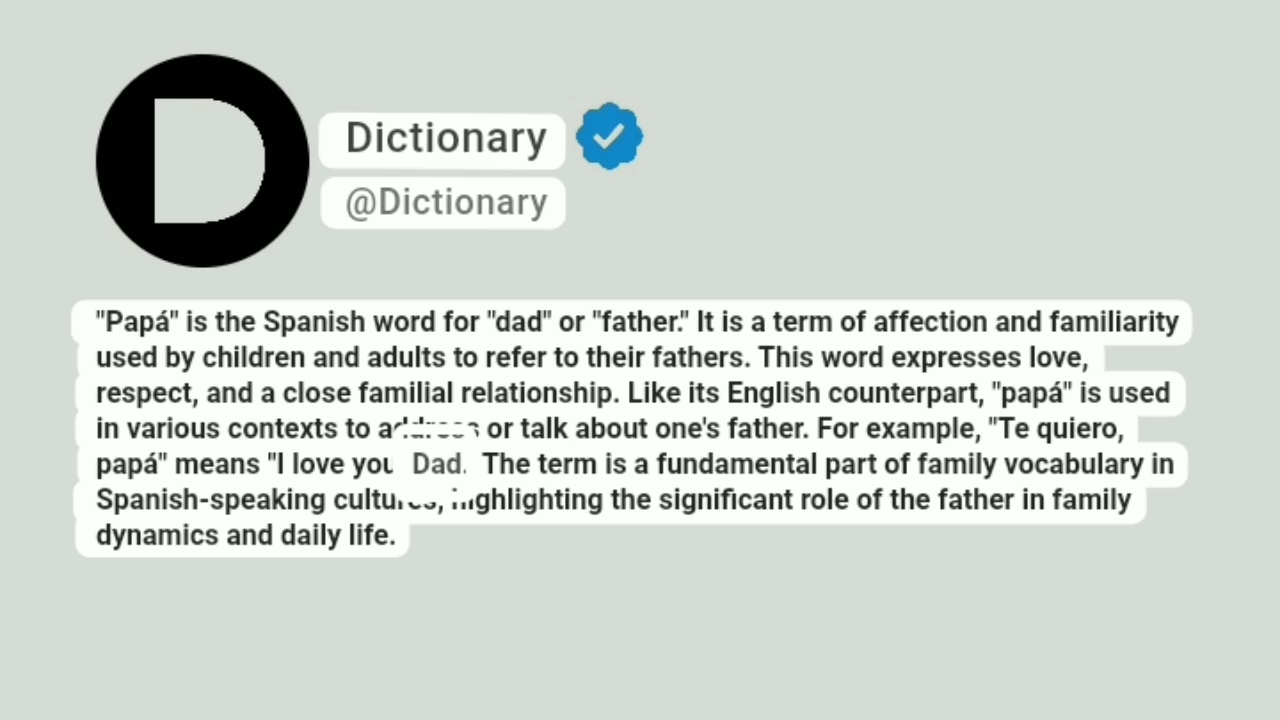 D
Dictionary
@Dictionary
"Papá" is the Spanish word for "dad" or "father." It is a term of affection and familiarity
used by children and adults to refer to their fathers. This word expresses love,
respect, and a close familial relationship. Like its English counterpart, "papá" is used
in various contexts to address or talk about one's father. For example, "Te quiero,
papá" means "I love you Dad. The term is a fundamental part of family vocabulary in
Spanish-speaking cultures, highlighting the significant role of the father in family
dynamics and daily life.